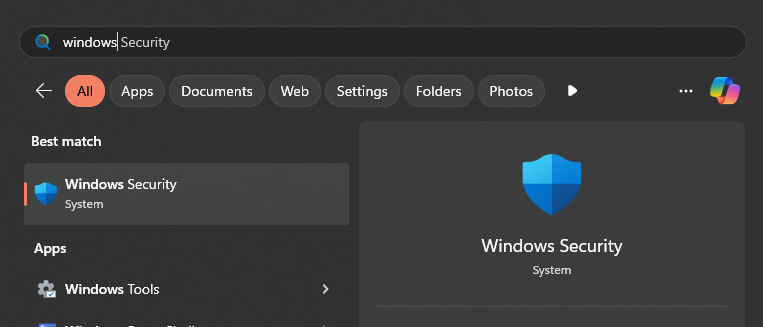 windows Security
All Apps Documents Web Settings Folders Photos
Best match
Windows Security
System
Windows Security
System
Apps
Windows Tools